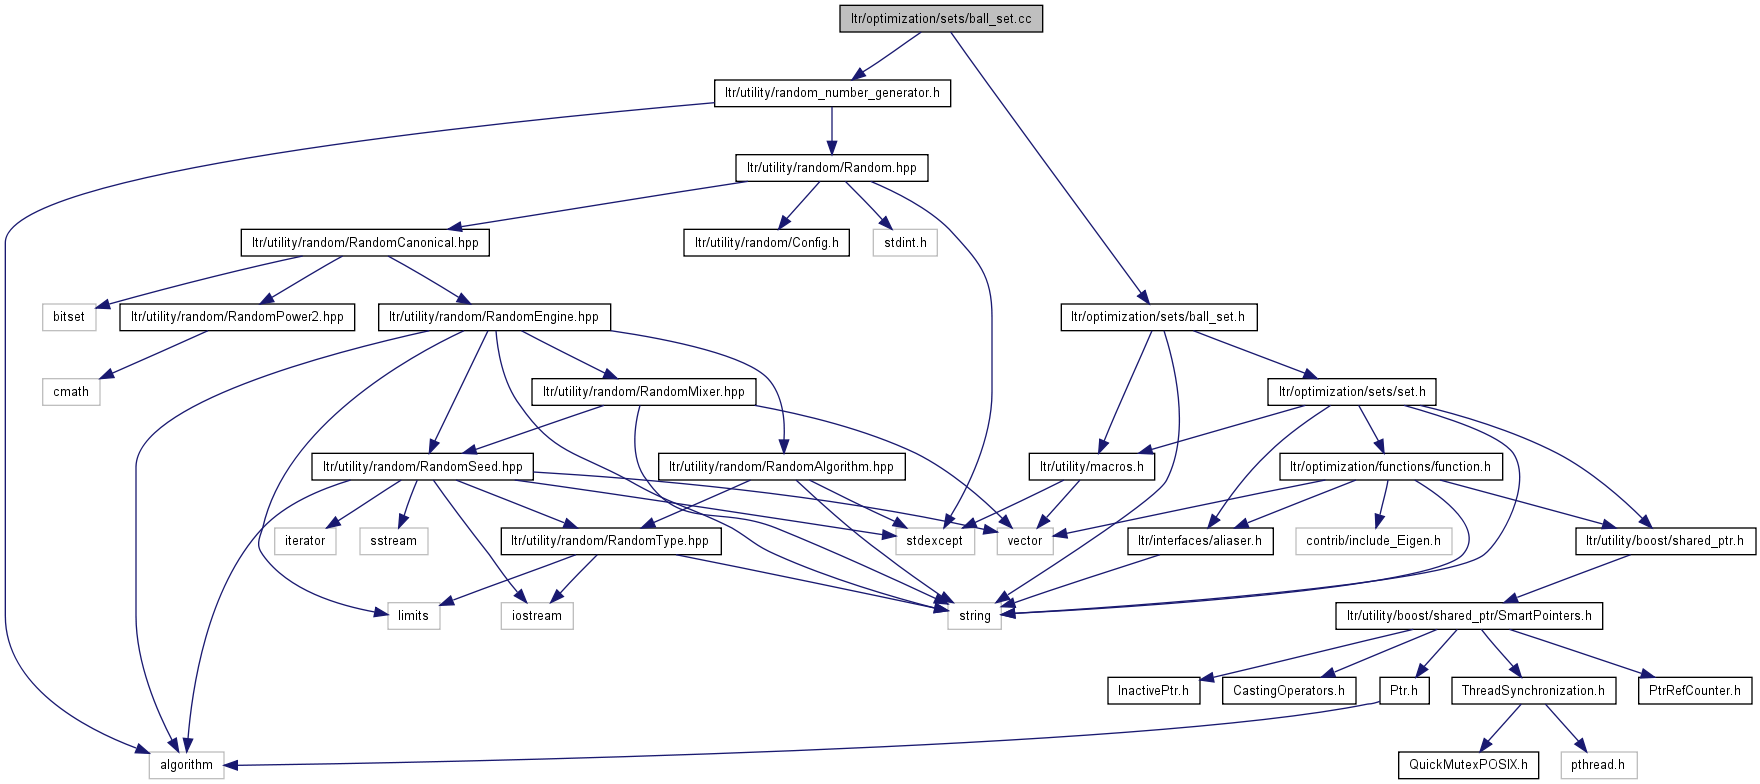 ltr/optimization/sets/ball_set.cc
ltr/utility/random_number_generator.h
ltr/utility/random/Random.hpp
ltr/utility/random/RandomCanonical.hpp
ltr/utility/random/Config.h
stdint.h
bitset
ltr/utility/random/RandomPower2.hpp
ltr/utility/random/RandomEngine.hpp
ltr/optimization/sets/ball_set.h
cmath
ltr/utility/random/RandomMixer.hpp
ltr/optimization/sets/set.h
ltr/utility/random/RandomSeed.hpp
ltr/utility/random/RandomAlgorithm.hpp
ltr/utility/macros.h
ltr/optimization/functions/function.h
iterator
sstream
ltr/utility/random/RandomType.hpp
stdexcept
vector
ltr/interfaces/aliaser.h
contrib/include_Eigen.h
ltr/utility/boost/shared_ptr.h
limits
iostream
string
ltr/utility/boost/shared_ptr/SmartPointers.h
InactivePtr.h
CastingOperators.h
Ptr.h
ThreadSynchronization.h
PtrRefCounter.h
algorithm
QuickMutexPOSIX.h
pthread.h